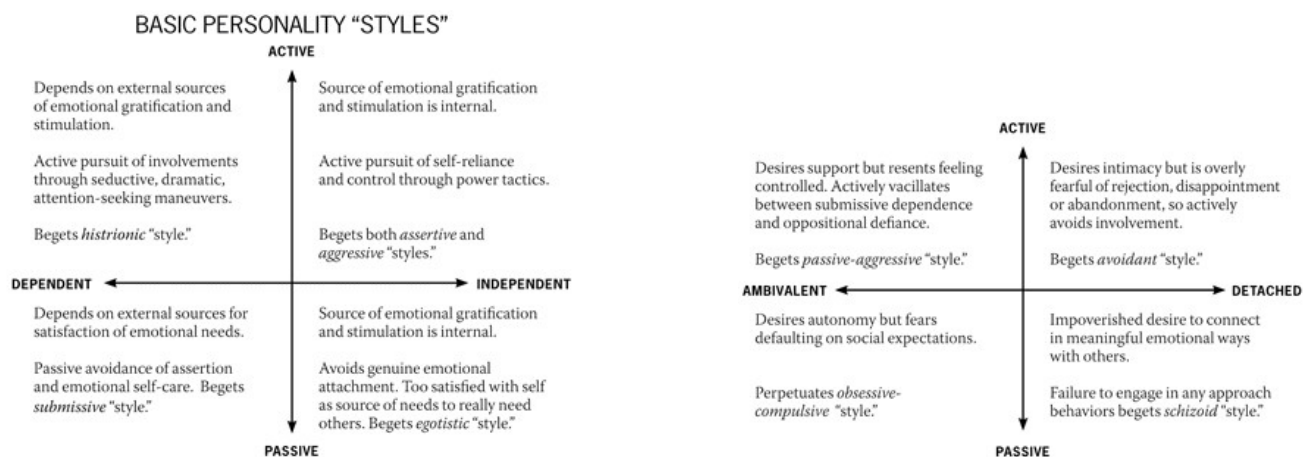 BASIC PERSONALITY “STYLES”
ACTIVE
Depends on external sources
of emotional gratification and
stimulation.
Active pursuit of involvements
through seductive, dramatic,
attention-seeking maneuvers.
Begets histrionic “style.”
Source of emotional gratification
and stimulation is internal.
Active pursuit of self-reliance
and control through power tactics.
Begets both assertive and
aggressive “styles.”
DEPENDENT
INDEPENDENT
Depends on external sources for
satisfaction of emotional needs.
Passive avoidance of assertion
and emotional self-care. Begets
submissive “style.”
Source of emotional gratification
and stimulation is internal.
Avoids genuine emotional
attachment. Too satisfied with self
as source of needs to really need
others. Begets egotistic “style.”
PASSIVE
ACTIVE
Desires support but resents feeling
controlled. Actively vacillates
between submissive dependence
and oppositional defiance.
Begets passive-aggressive “style.”
Desires intimacy but is overly
fearful of rejection, disappointment
or abandonment, so actively
avoids involvement.
Begets avoidant “style.”
AMBIVALENT
DETACHED
Desires autonomy but fears
defaulting on social expectations.
Perpetuates obsessive-
compulsive “style.”
Impoverished desire to connect
in meaningful emotional ways
with others.
Failure to engage in any approach
behaviors begets schizoid “style.”
PASSIVE